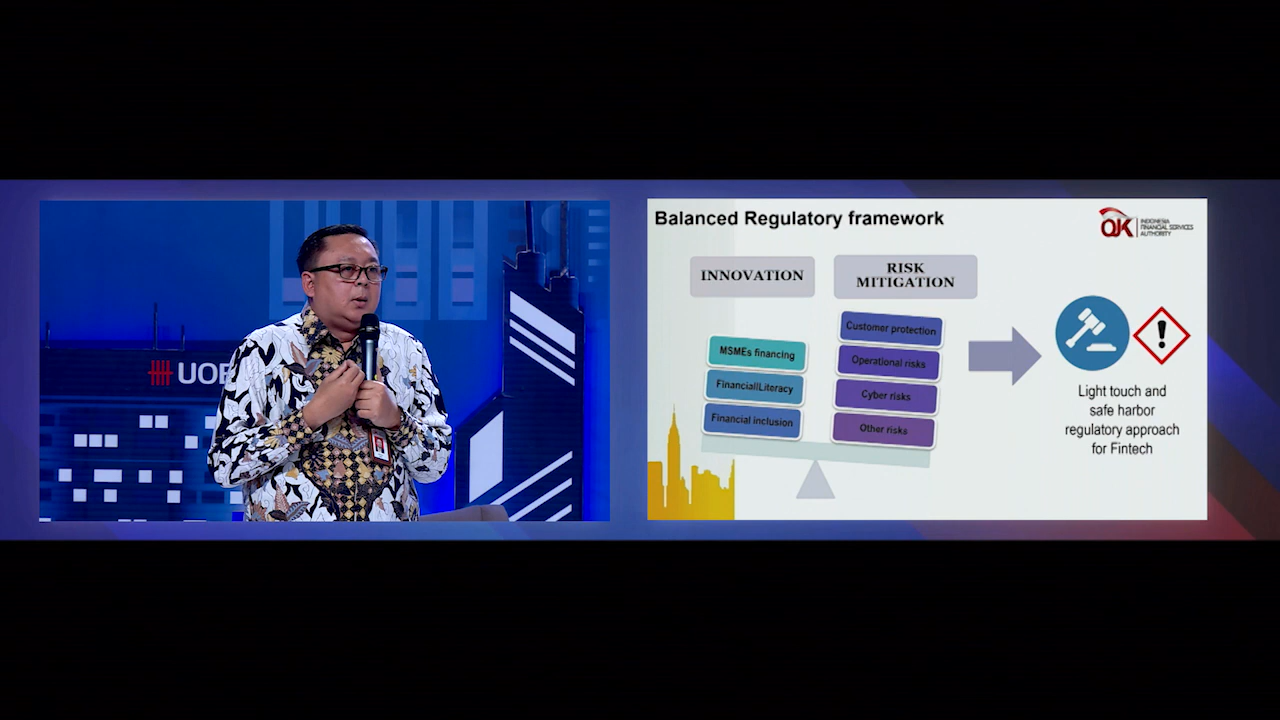 UOB
Balanced Regulatory framework
OJK
INDONESIA
FINANCIAL SERVICES
AUTHORITY
INNOVATION
RISK
MITIGATION
MSMEs financing
Financial\Literacy
Financial inclusion
Customer protection
Operational risks
Cyber risks
Other risks
!
Light touch and
safe harbor
regulatory approach
for Fintech